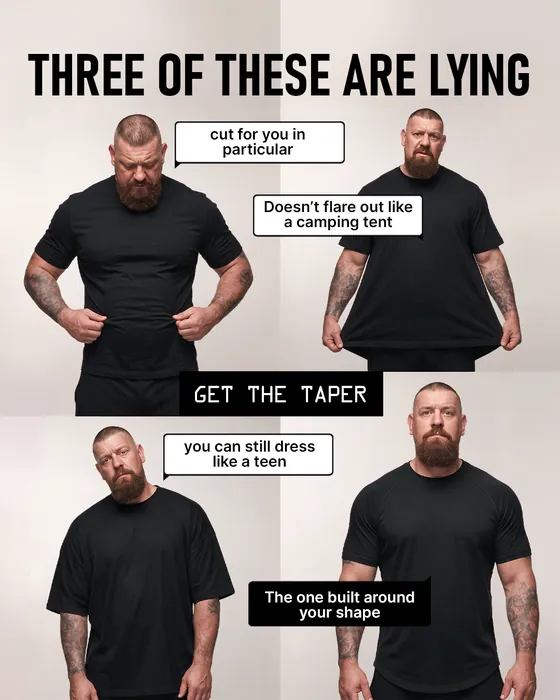 THREE OF THESE ARE LYING
cut for you in
particular
Doesn’t flare out like
a camping tent
GET THE TAPER
you can still dress
like a teen
The one built around
your shape